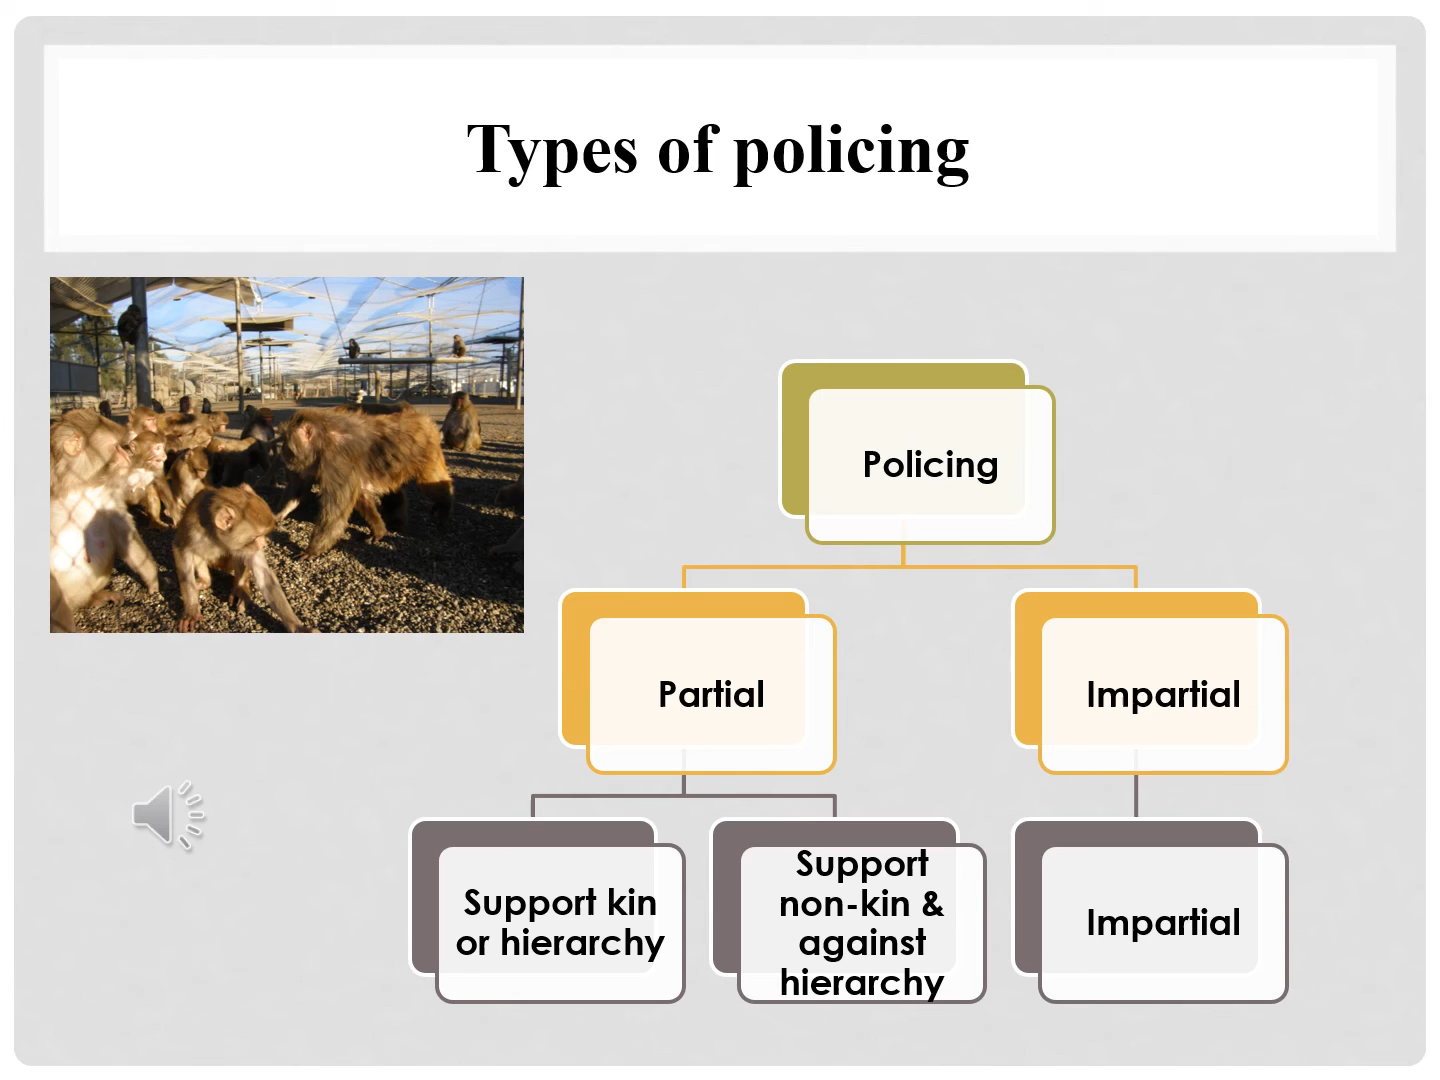 Types of policing
Policing
Partial
Impartial
Support kin
or hierarchy
Support
non-kin &
against
hierarchy
Impartial